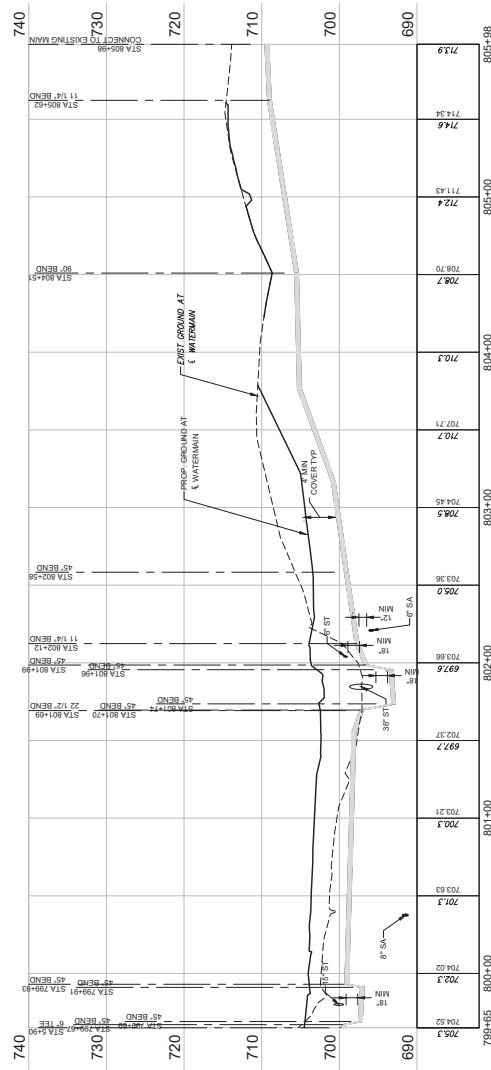 740
730
720
710
700
690
STA 5+90
6" TEE
STA 799+67
45° BEND
STA 799+69
45° BEND
STA 799+91
45° BEND
STA 799+93
45° BEND
STA 801+69
22 1/2° BEND
STA 801+70
45° BEND
STA 801+74
45° BEND
STA 801+96
45° BEND
STA 801+99
45° BEND
STA 802+12
11 1/4° BEND
STA 802+58
45° BEND
STA 804+51
90° BEND
STA 805+62
11 1/4° BEND
STA 805+98
CONNECT TO EXISTING MAIN
PROP. GROUND AT
℄ WATERMAIN
EXIST GROUND AT
℄ WATERMAIN
4' MIN
COVER TYP
15" ST
18"
MIN
8" SA
36" ST
18"
MIN
6" ST
18"
12"
MIN
6" SA
740
730
720
710
700
690
704.52
705.3
704.02
702.3
703.63
701.3
703.21
700.3
702.37
697.7
703.66
697.6
703.36
705.0
704.45
708.5
707.71
710.7
710.3
708.70
708.7
711.43
712.4
714.34
714.6
713.9
799+65
800+00
801+00
802+00
803+00
804+00
805+00
805+98